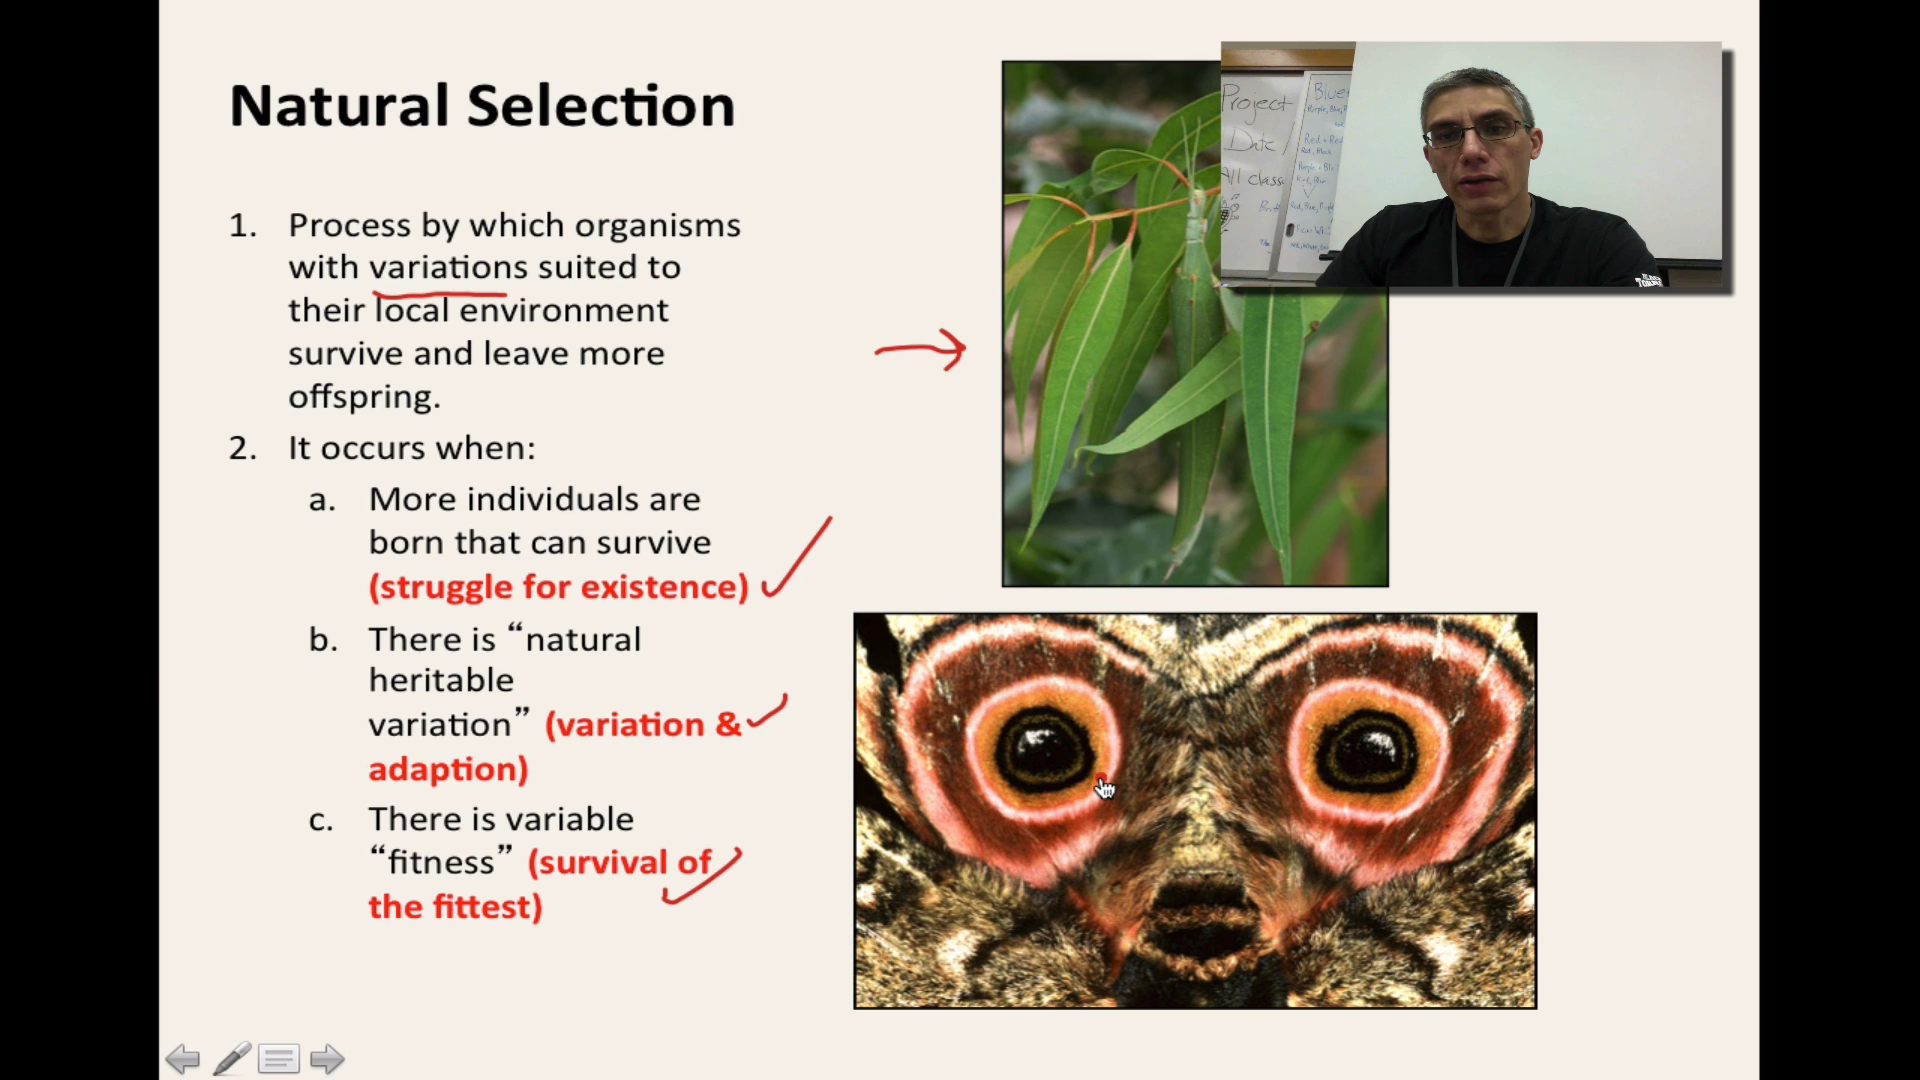 Natural Selection
1. Process by which organisms
with variations suited to
their local environment
survive and leave more
offspring.
2. It occurs when:
a. More individuals are
born that can survive
(struggle for existence)
b. There is “natural
heritable
variation” (variation &
adaption)
c. There is variable
“fitness” (survival of
the fittest)
Project
Date
All class
Blue